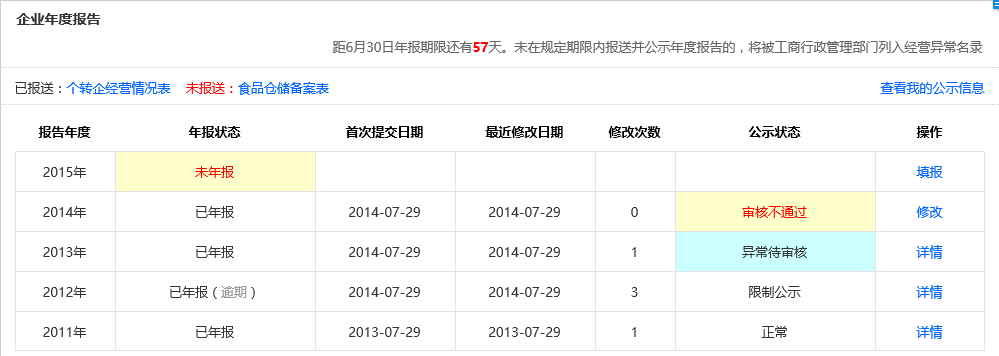 企业年度报告
距6月30日年报期限还有57天。未在规定期限内报送并公示年度报告的，将被工商行政管理部门列入经营异常名录
已报送：个转企经营情况表 未报送：食品仓储备案表 查看我的公示信息
报告年度 年报状态 首次提交日期 最近修改日期 修改次数 公示状态 操作
2015年 未年报 填报
2014年 已年报 2014-07-29 2014-07-29 0 审核不通过 修改
2013年 已年报 2014-07-29 2014-07-29 1 异常待审核 详情
2012年 已年报（逾期） 2014-07-29 2014-07-29 3 限制公示 详情
2011年 已年报 2013-07-29 2013-07-29 1 正常 详情